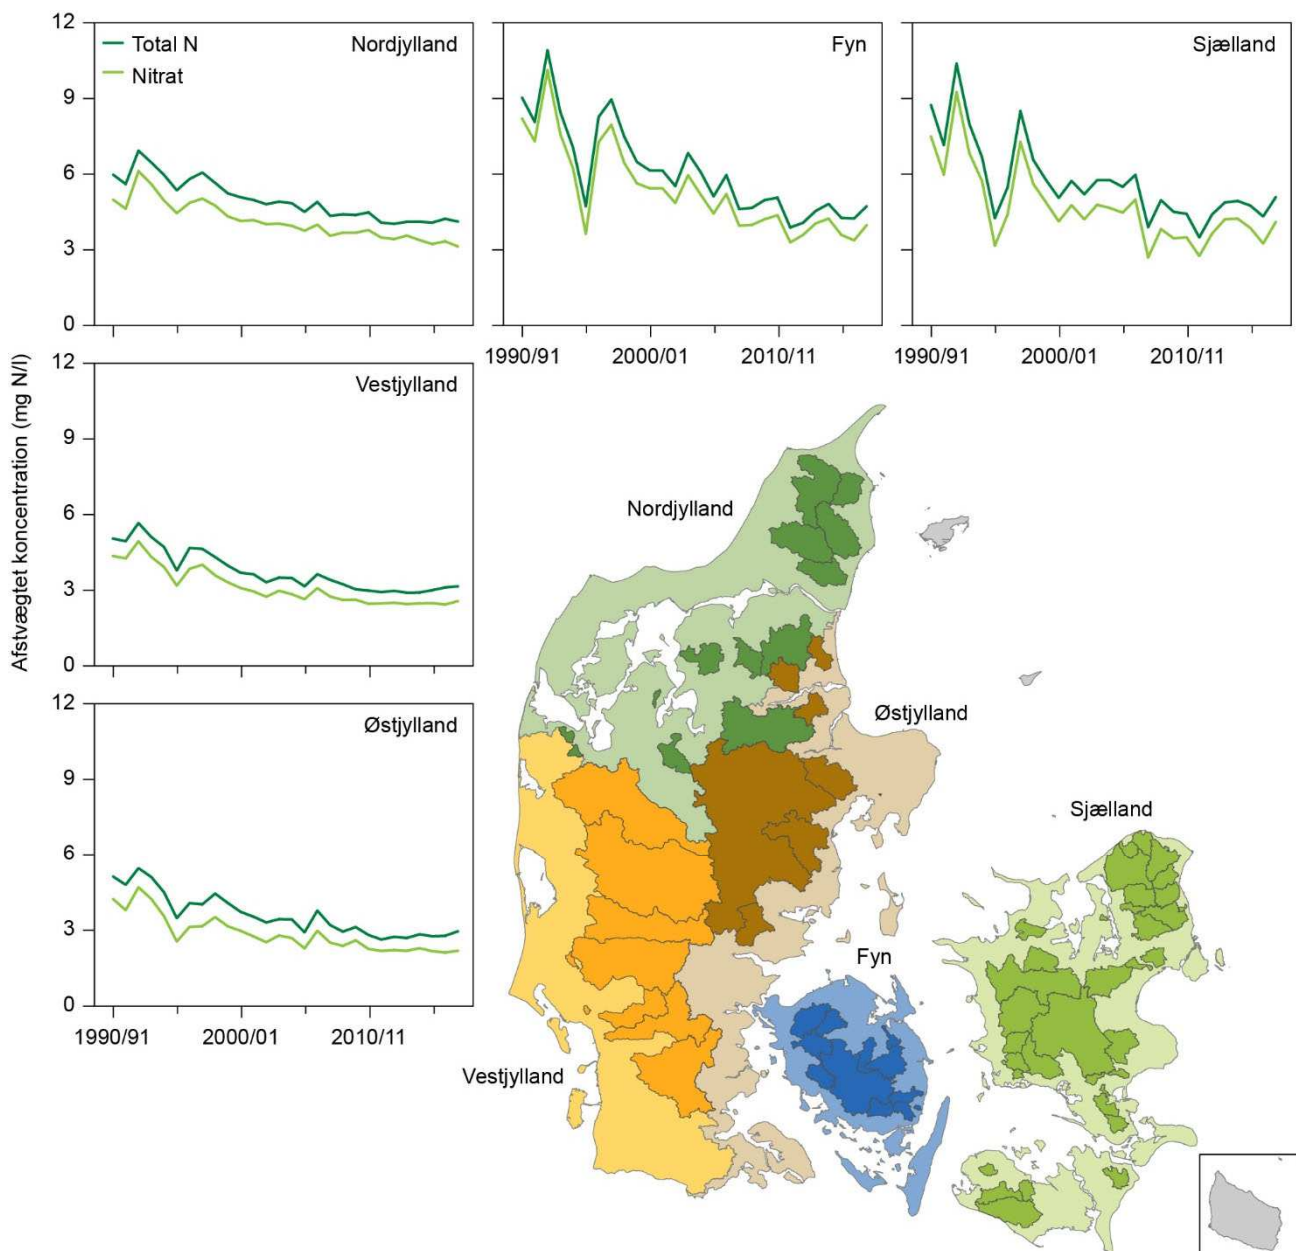 Afstvægtet koncentration (mg N/l)
12
9
6
3
0
Total N
Nitrat
Nordjylland
Fyn
1990/91
2000/01
2010/11
Sjælland
1990/91
2000/01
2010/11
12
9
6
3
0
Vestjylland
12
9
6
3
0
Østjylland
1990/91
2000/01
2010/11
Nordjylland
Østjylland
Sjælland
Fyn
Vestjylland